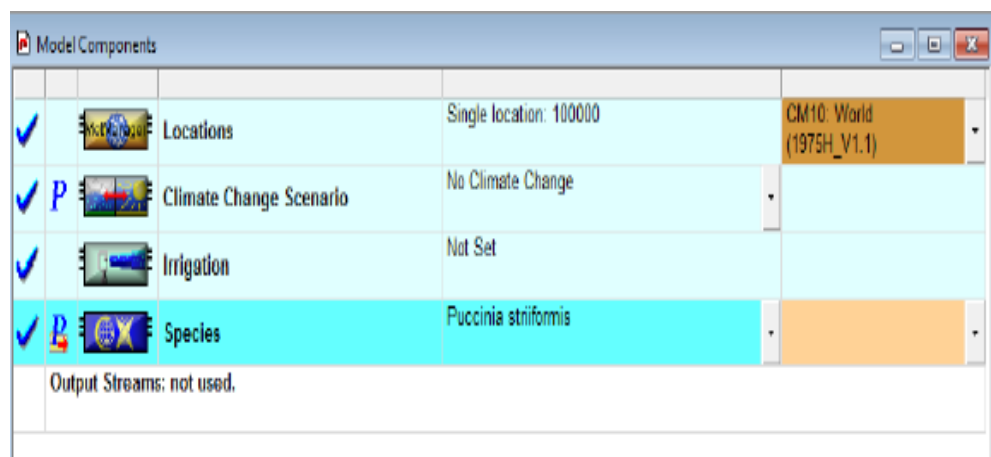 Model Components
Locations
Single location: 100000
CM10: World
(1975H_V1.1)
P
Climate Change Scenario
No Climate Change
Irrigation
Not Set
P
Species
Puccinia striiformis
Output Streams: not used.